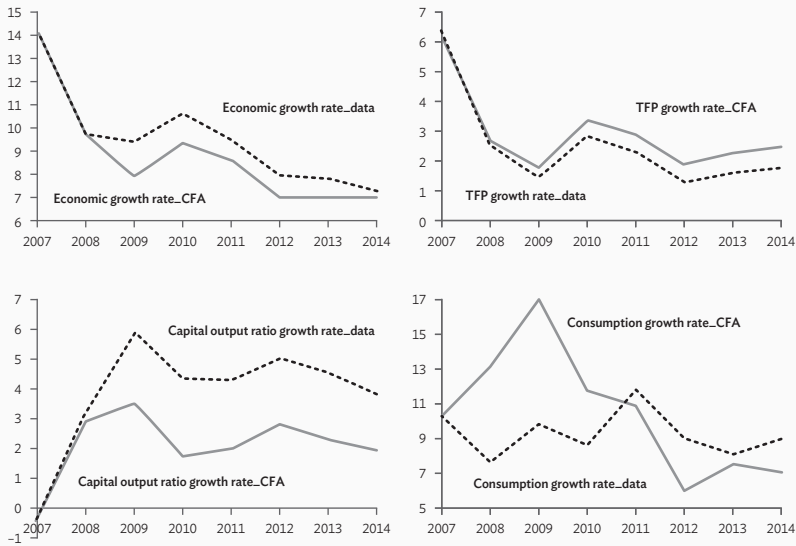 15
14
13
12
11
10
9
8
7
6
Economic growth rate_data
Economic growth rate_CFA
2007 2008 2009 2010 2011 2012 2013 2014
7
6
5
4
3
2
1
0
TFP growth rate_CFA
TFP growth rate_data
2007 2008 2009 2010 2011 2012 2013 2014
7
6
5
4
3
2
1
0
–1
Capital output ratio growth rate_data
Capital output ratio growth rate_CFA
2007 2008 2009 2010 2011 2012 2013 2014
17
15
13
11
9
7
5
Consumption growth rate_CFA
Consumption growth rate_data
2007 2008 2009 2010 2011 2012 2013 2014